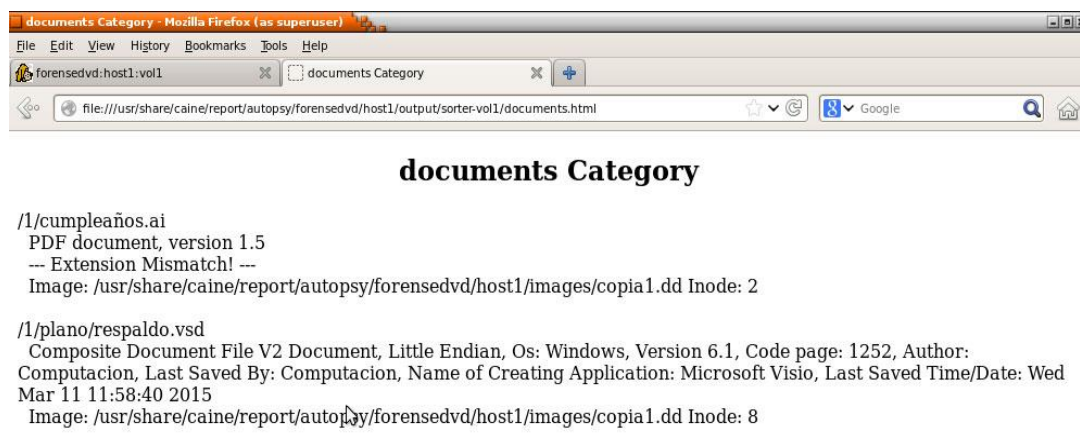 documents Category - Mozilla Firefox (as superuser)
File Edit View History Bookmarks Tools Help
forensedvd:host1:vol1
documents Category
file:///usr/share/caine/report/autopsy/forensedvd/host1/output/sorter-vol1/documents.html
Google
documents Category
/1/cumpleaños.ai
PDF document, version 1.5
--- Extension Mismatch! ---
Image: /usr/share/caine/report/autopsy/forensedvd/host1/images/copia1.dd Inode: 2
/1/plano/respaldo.vsd
Composite Document File V2 Document, Little Endian, Os: Windows, Version 6.1, Code page: 1252, Author:
Computacion, Last Saved By: Computacion, Name of Creating Application: Microsoft Visio, Last Saved Time/Date: Wed
Mar 11 11:58:40 2015
Image: /usr/share/caine/report/autopsy/forensedvd/host1/images/copia1.dd Inode: 8